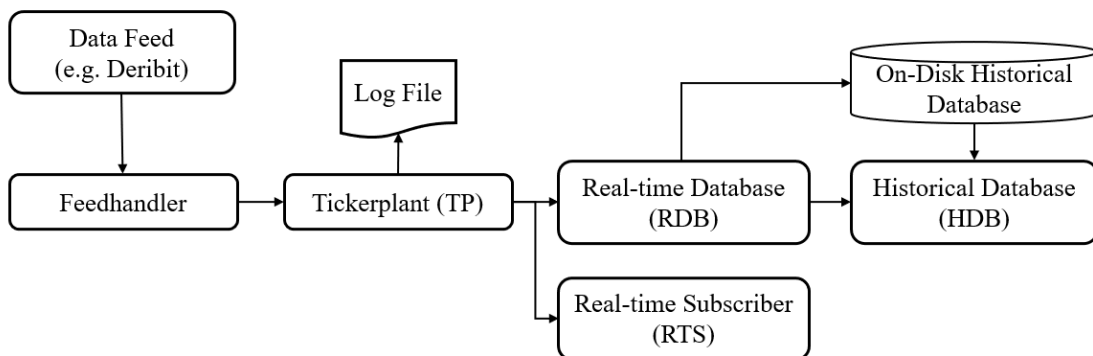 Data Feed
(e.g. Deribit)
Log File
On-Disk Historical
Database
Feedhandler
Tickerplant (TP)
Real-time Database
(RDB)
Historical Database
(HDB)
Real-time Subscriber
(RTS)